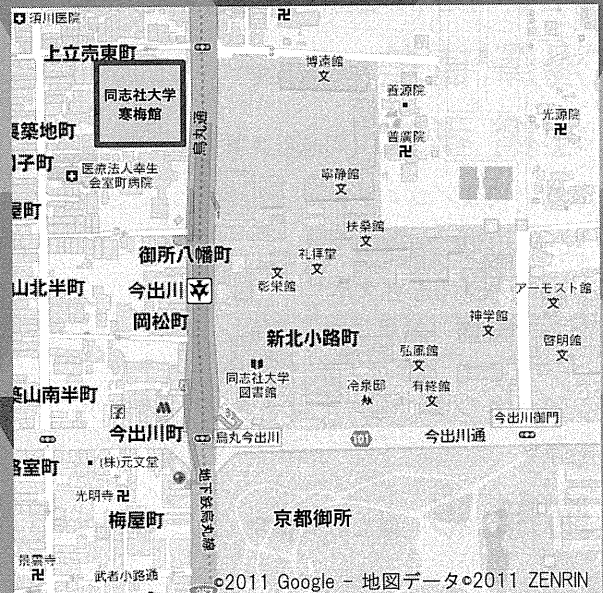 須川医院
上立売東町
同志社大学
寒梅館
裏築地町
烏丸通
博遠館
善源院
普廣院
光源院
医療法人幸生
会室町病院
寧静館
扶桑館
礼拝堂
彰栄館
御所八幡町
山北半町
今出川
岡松町
アーモスト館
神学館
啓明館
新北小路町
弘風館
同志社大学
図書館
冷泉邸
有終館
築山南半町
今出川町
烏丸今出川
101
今出川通
今出川御門
(株)元文堂
光明寺
地下鉄烏丸線
梅屋町
京都御所
景雲寺
武者小路通
©2011 Google - 地図データ©2011 ZENRIN